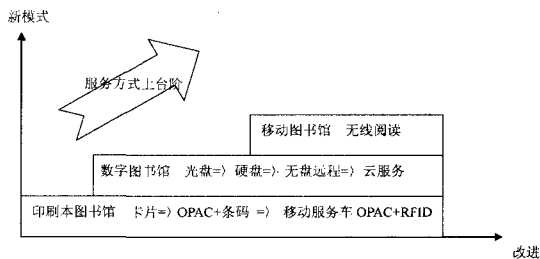 新模式
服务方式上台阶
移动图书馆 无线阅读
数字图书馆 光盘=〉硬盘=〉无盘远程=〉云服务
印刷本图书馆 卡片=〉OPAC+条码 =〉 移动服务车 OPAC+RFID
改进